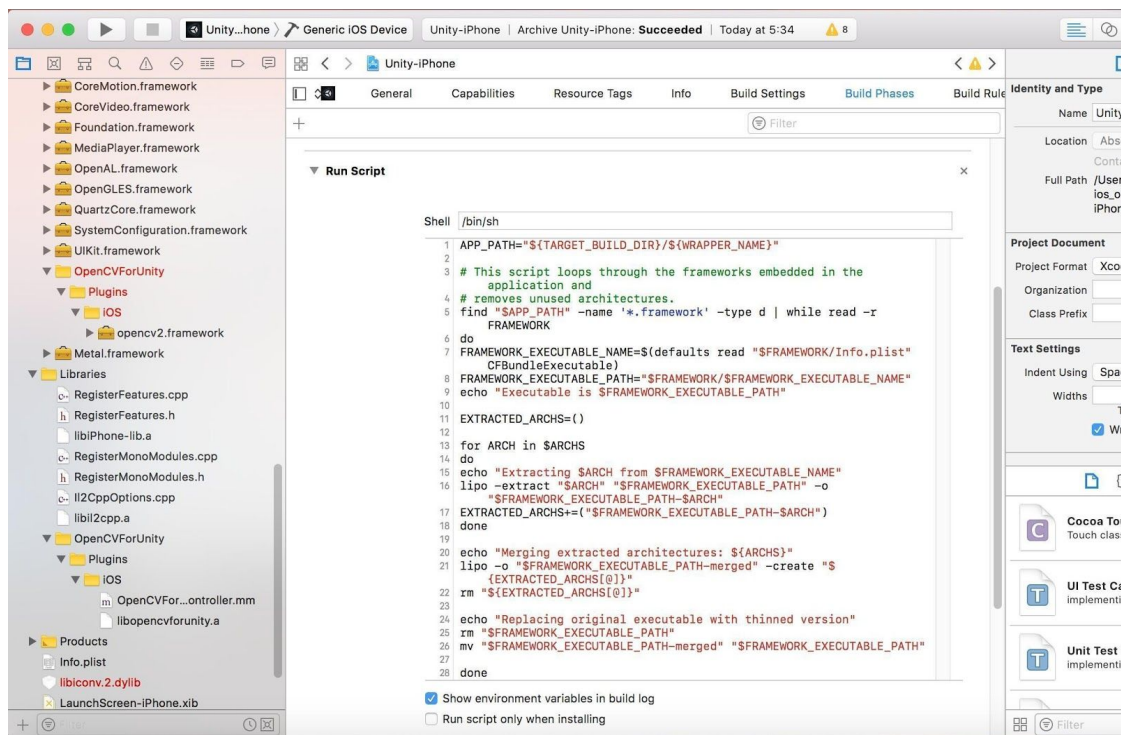 Unity...hone
Generic iOS Device
Unity-iPhone | Archive Unity-iPhone: Succeeded | Today at 5:34
8
Unity-iPhone
General
Capabilities
Resource Tags
Info
Build Settings
Build Phases
Build Rule
Filter
CoreMotion.framework
CoreVideo.framework
Foundation.framework
MediaPlayer.framework
OpenAL.framework
OpenGLES.framework
QuartzCore.framework
SystemConfiguration.framework
UIKit.framework
OpenCVForUnity
Plugins
iOS
opencv2.framework
Metal.framework
Libraries
RegisterFeatures.cpp
RegisterFeatures.h
libiPhone-lib.a
RegisterMonoModules.cpp
RegisterMonoModules.h
Il2CppOptions.cpp
libil2cpp.a
OpenCVForUnity
Plugins
iOS
OpenCVFor...ontroller.mm
libopencvforunity.a
Products
Info.plist
libiconv.2.dylib
LaunchScreen-iPhone.xib
Run Script
Shell /bin/sh
1 APP_PATH="${TARGET_BUILD_DIR}/${WRAPPER_NAME}"
2
3 # This script loops through the frameworks embedded in the
application and
4 # removes unused architectures.
5 find "$APP_PATH" -name '*.framework' -type d | while read -r
FRAMEWORK
6 do
7 FRAMEWORK_EXECUTABLE_NAME=$(defaults read "$FRAMEWORK/Info.plist"
CFBundleExecutable)
8 FRAMEWORK_EXECUTABLE_PATH="$FRAMEWORK/$FRAMEWORK_EXECUTABLE_NAME"
9 echo "Executable is $FRAMEWORK_EXECUTABLE_PATH"
10
11 EXTRACTED_ARCHS=()
12
13 for ARCH in $ARCHS
14 do
15 echo "Extracting $ARCH from $FRAMEWORK_EXECUTABLE_NAME"
16 lipo -extract "$ARCH" "$FRAMEWORK_EXECUTABLE_PATH" -o
"$FRAMEWORK_EXECUTABLE_PATH-$ARCH"
17 EXTRACTED_ARCHS+=("$FRAMEWORK_EXECUTABLE_PATH-$ARCH")
18 done
19
20 echo "Merging extracted architectures: ${ARCHS}"
21 lipo -o "$FRAMEWORK_EXECUTABLE_PATH-merged" -create "$
{EXTRACTED_ARCHS[@]}"
22 rm "${EXTRACTED_ARCHS[@]}"
23
24 echo "Replacing original executable with thinned version"
25 rm "$FRAMEWORK_EXECUTABLE_PATH"
26 mv "$FRAMEWORK_EXECUTABLE_PATH-merged" "$FRAMEWORK_EXECUTABLE_PATH"
27
28 done
Show environment variables in build log
Run script only when installing
Identity and Type
Name Unity
Location Abs
Conta
Full Path /User
ios_o
iPhor
Project Document
Project Format Xco
Organization
Class Prefix
Text Settings
Indent Using Spa
Widths
Cocoa Tou
Touch class
UI Test Ca
implementi
Unit Test
implementi
Filter